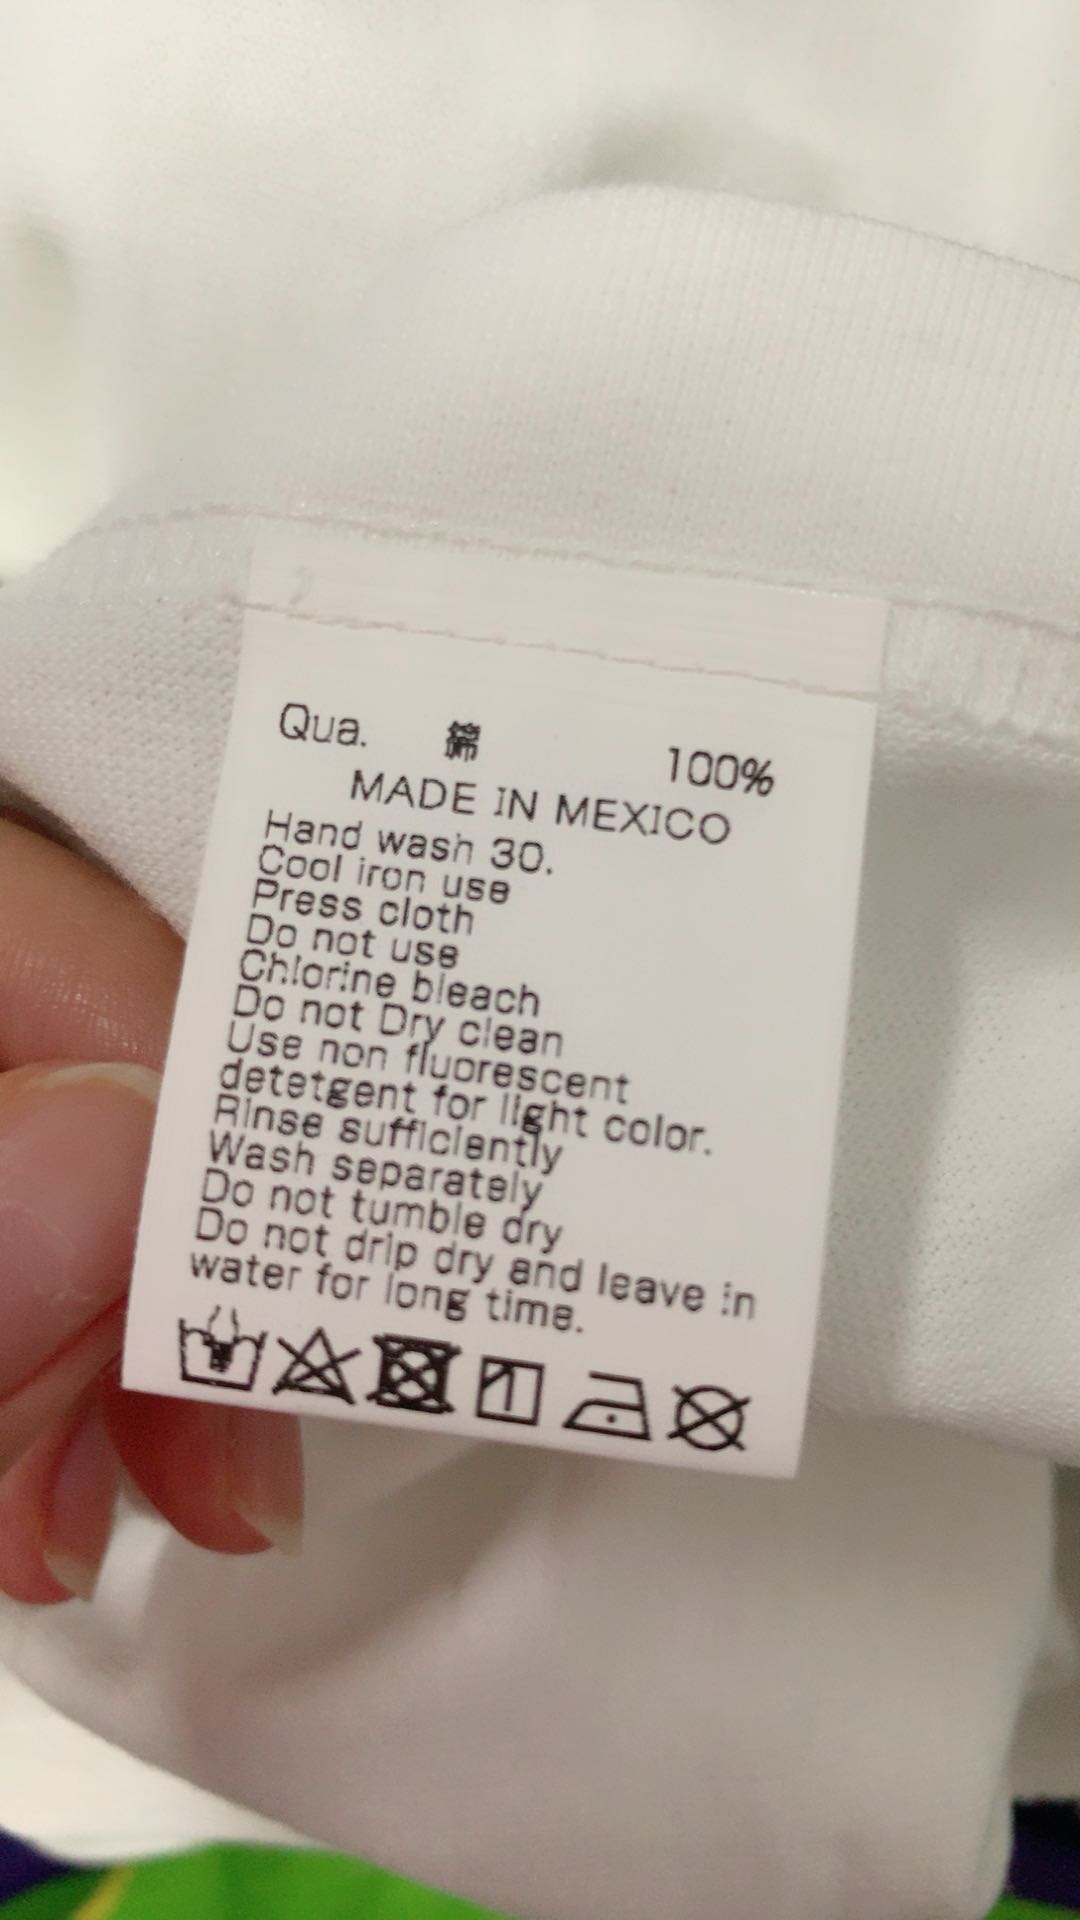 Qua. 綿 100%
MADE IN MEXICO
Hand wash 30.
Cool iron use
Press cloth
Do not use
Chlorine bleach
Do not Dry clean
Use non fluorescent
detetgent for light color.
Rinse sufficiently
Wash separately
Do not tumble dry
Do not drip dry and leave in
water for long time.